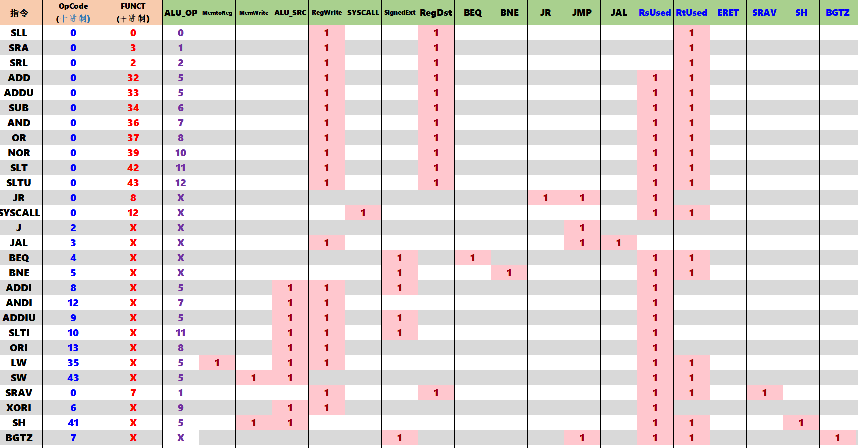 指令 OpCode (十进制) FUNCT (十进制) ALU_OP MemtoReg MemWrite ALU_SRC RegWrite SYSCALL SignedExt RegDst BEQ BNE JR JMP JAL RsUsed RtUsed ERET SRAV SH BGTZ
SLL 0 0 0 1 1 1
SRA 0 3 1 1 1 1
SRL 0 2 2 1 1 1
ADD 0 32 5 1 1 1 1
ADDU 0 33 5 1 1 1 1
SUB 0 34 6 1 1 1 1
AND 0 36 7 1 1 1 1
OR 0 37 8 1 1 1 1
NOR 0 39 10 1 1 1 1
SLT 0 42 11 1 1 1 1
SLTU 0 43 12 1 1 1 1
JR 0 8 X 1 1 1
SYSCALL 0 12 X 1 1 1
J 2 X X 1
JAL 3 X X 1 1 1
BEQ 4 X X 1 1 1 1
BNE 5 X X 1 1 1 1
ADDI 8 X 5 1 1 1 1
ANDI 12 X 7 1 1 1
ADDIU 9 X 5 1 1 1 1
SLTI 10 X 11 1 1 1 1
ORI 13 X 8 1 1 1
LW 35 X 5 1 1 1 1 1
SW 43 X 5 1 1 1 1
SRAV 0 7 1 1 1 1 1 1
XORI 6 X 9 1 1 1
SH 41 X 5 1 1 1 1 1
BGTZ 7 X X 1 1 1 1 1